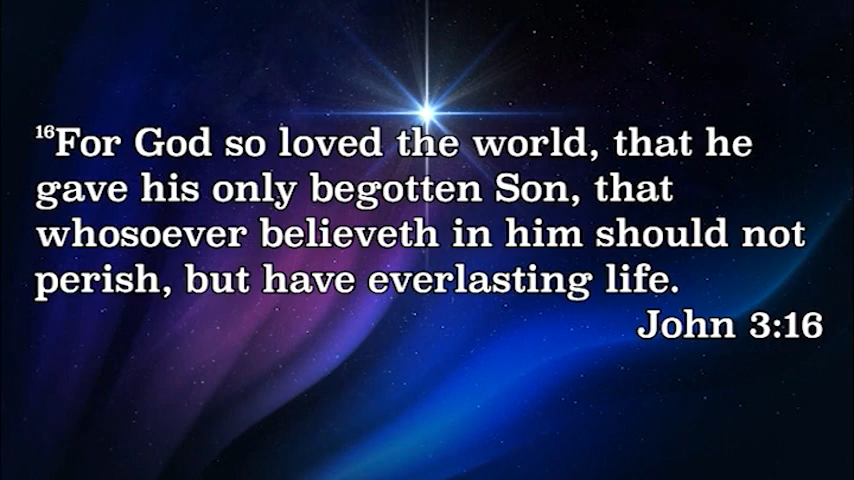 16For God so loved the world, that he
gave his only begotten Son, that
whosoever believeth in him should not
perish, but have everlasting life.
John 3:16